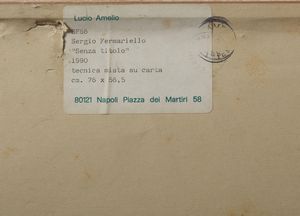 Lucio Amelio
SF56
Sergio Fermariello
"Senza titolo"
1990
tecnica mista su carta
cm. 76 x 56,5
80121 Napoli Piazza dei Martiri 58